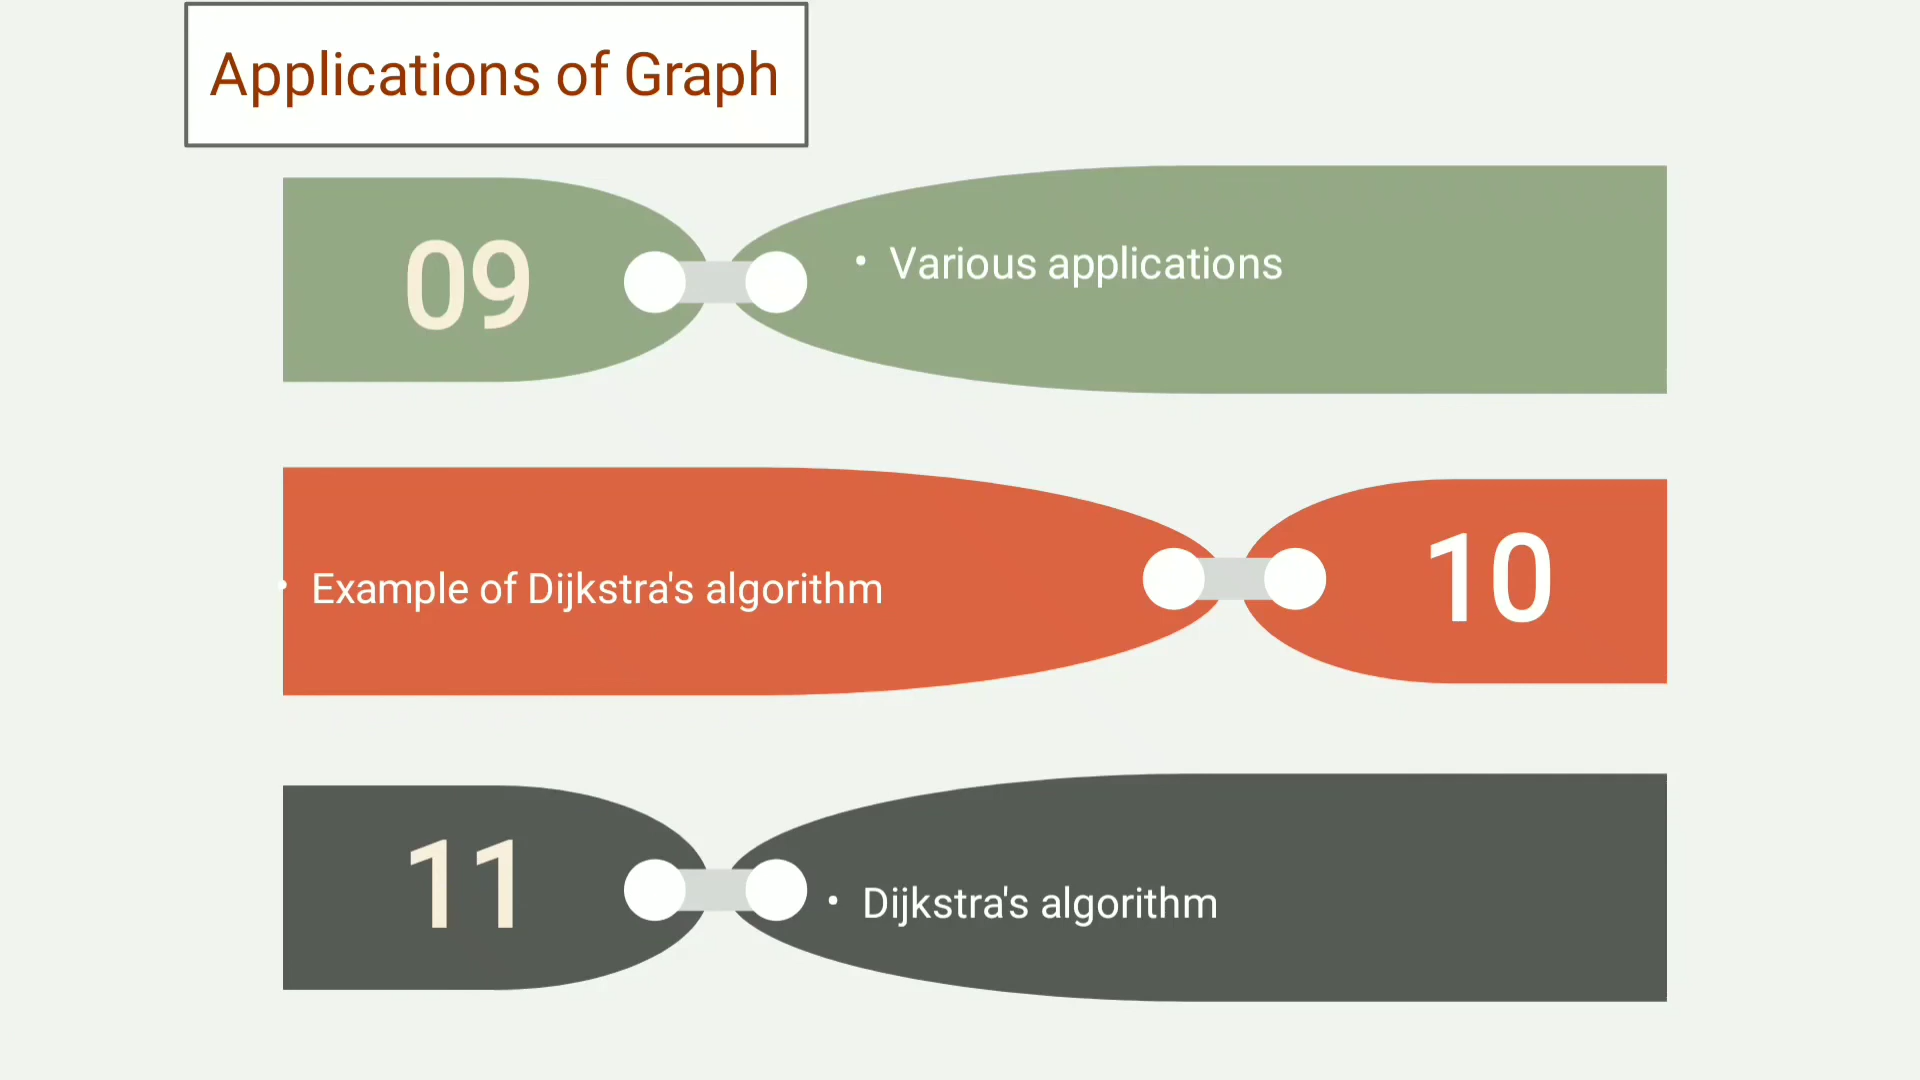 Applications of Graph
09
• Various applications
• Example of Dijkstra's algorithm
10
11
• Dijkstra's algorithm